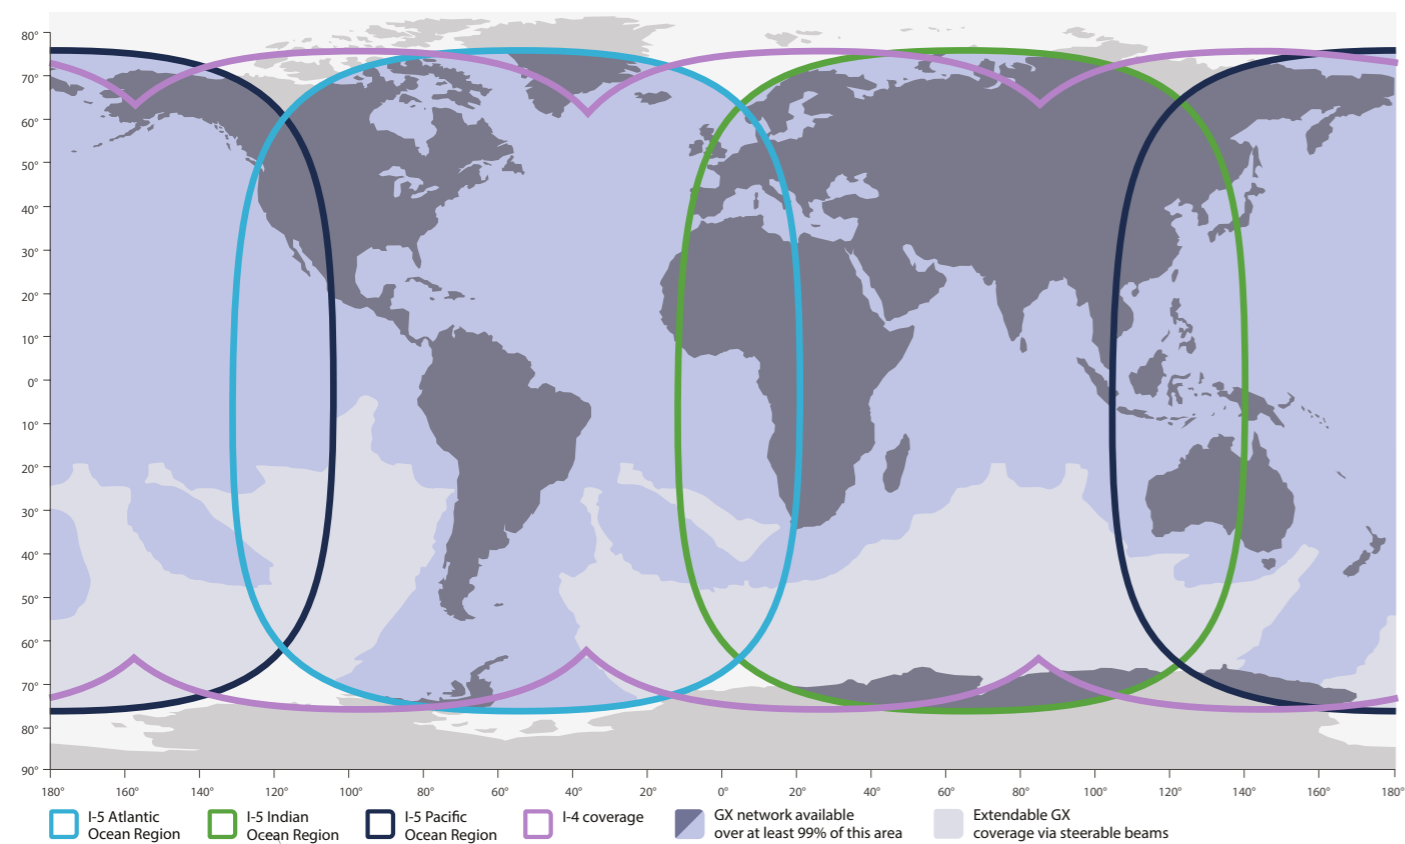 80°
70°
60°
50°
40°
30°
20°
10°
0°
10°
20°
30°
40°
50°
60°
70°
80°
90°
180° 160° 140° 120° 100° 80° 60° 40° 20° 0° 20° 40° 60° 80° 100° 120° 140° 160° 180°
I-5 Atlantic
Ocean Region
I-5 Indian
Ocean Region
I-5 Pacific
Ocean Region
I-4 coverage
GX network available
over at least 99% of this area
Extendable GX
coverage via steerable beams